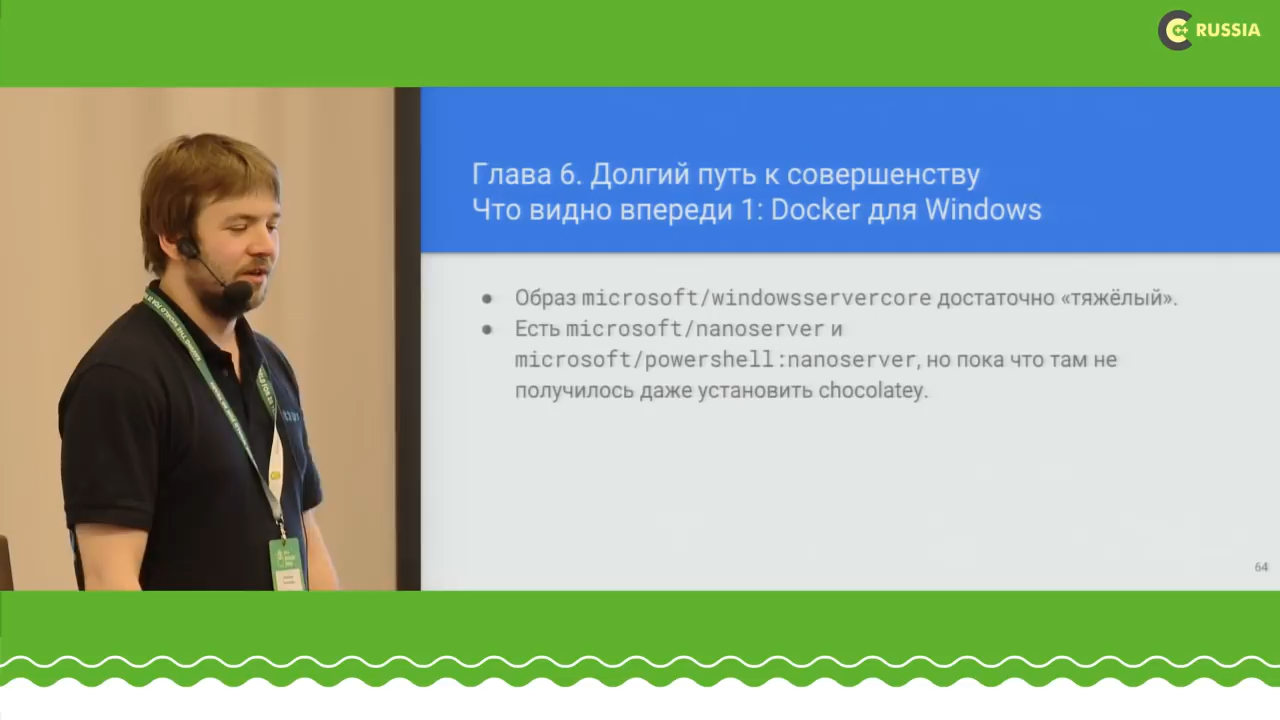 C++ RUSSIA
Глава 6. Долгий путь к совершенству
Что видно впереди 1: Docker для Windows
● Образ microsoft/windowsservercore достаточно «тяжёлый».
● Есть microsoft/nanoserver и
microsoft/powershell:nanoserver, но пока что там не
получилось даже установить chocolatey.
64